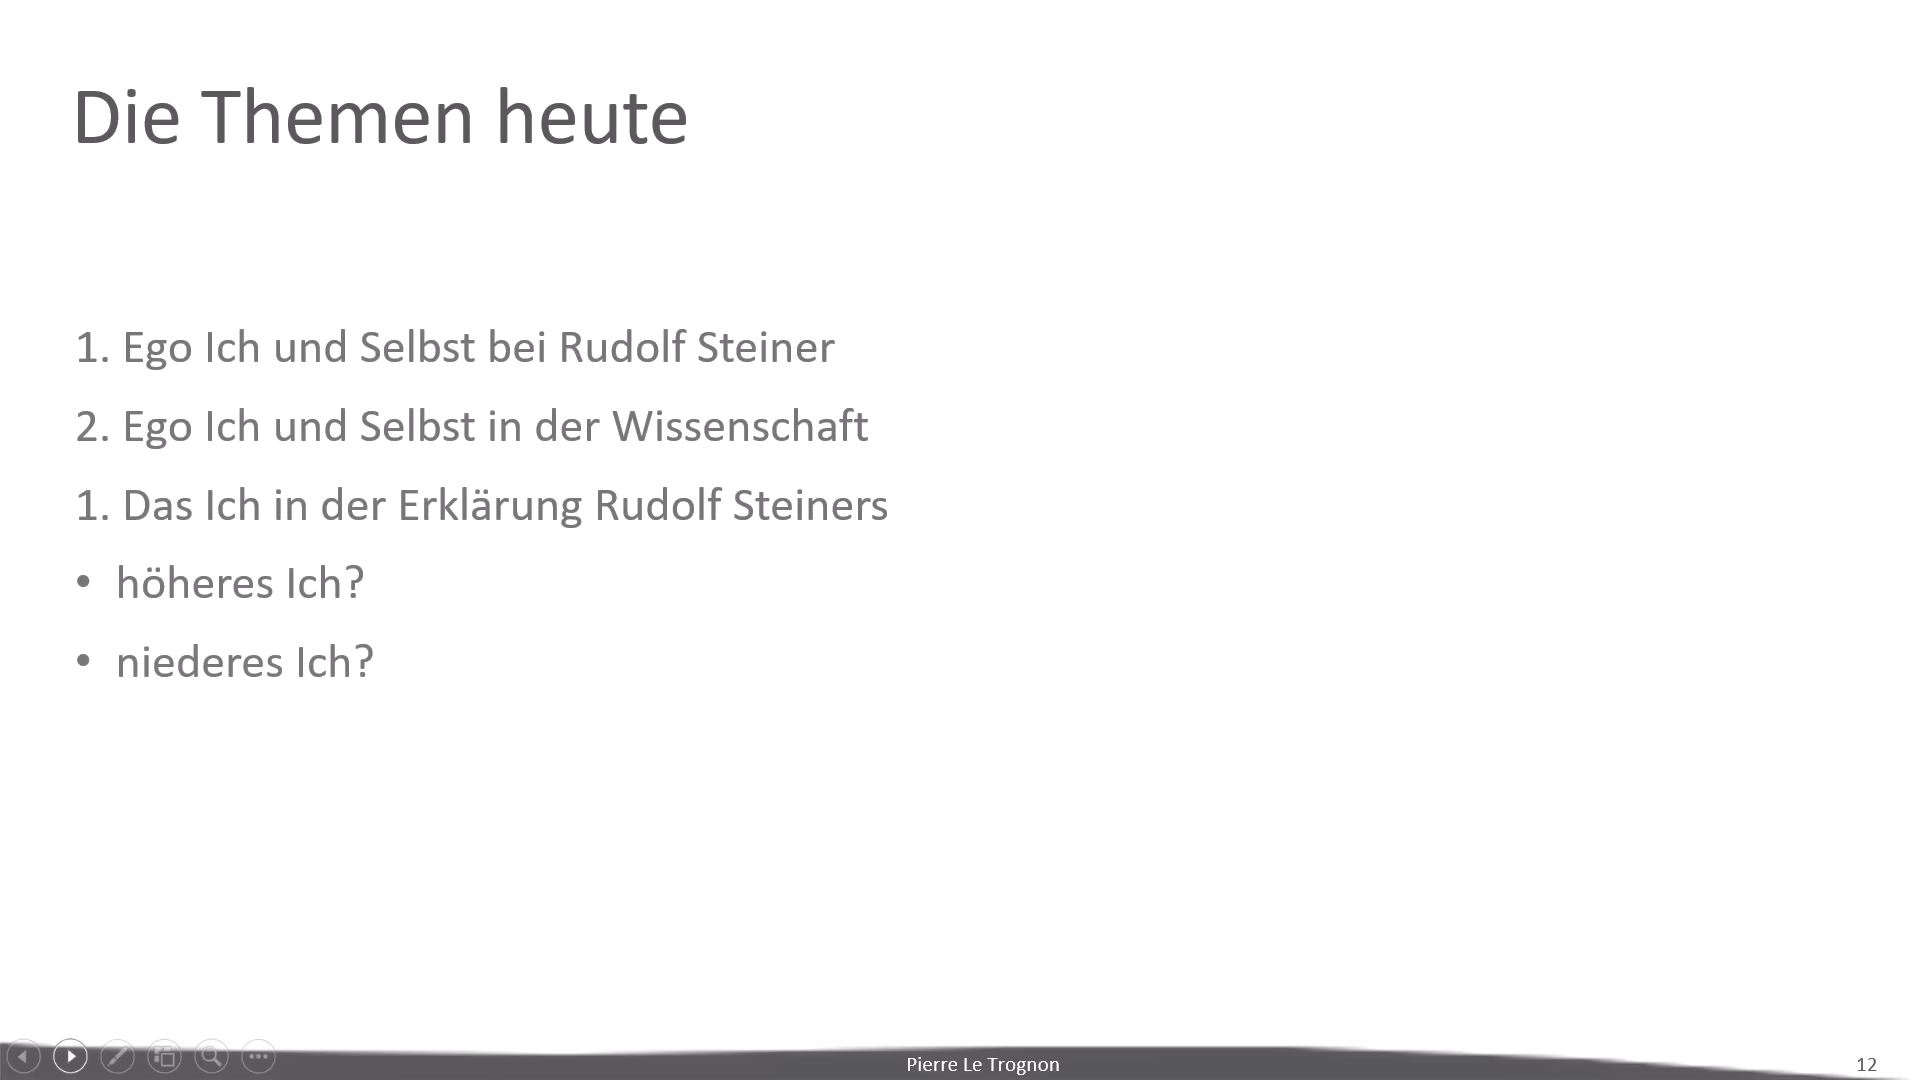 Die Themen heute
1. Ego Ich und Selbst bei Rudolf Steiner
2. Ego Ich und Selbst in der Wissenschaft
1. Das Ich in der Erklärung Rudolf Steiners
• höheres Ich?
• niederes Ich?
Pierre Le Trognon
12